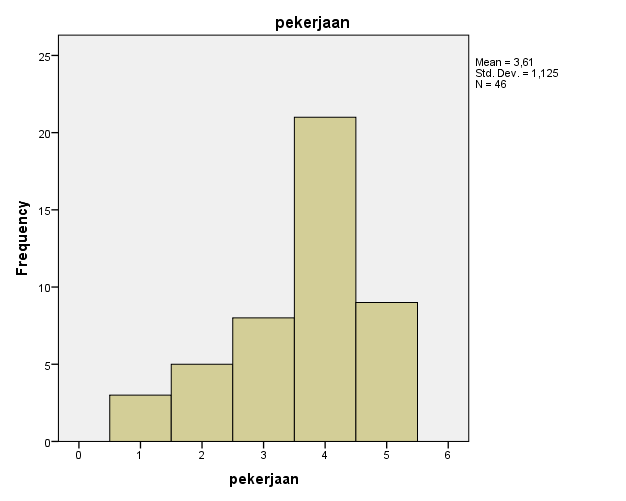 pekerjaan
Mean = 3,61
Std. Dev. = 1,125
N = 46
Frequency
25
20
15
10
5
0
0 1 2 3 4 5 6
pekerjaan